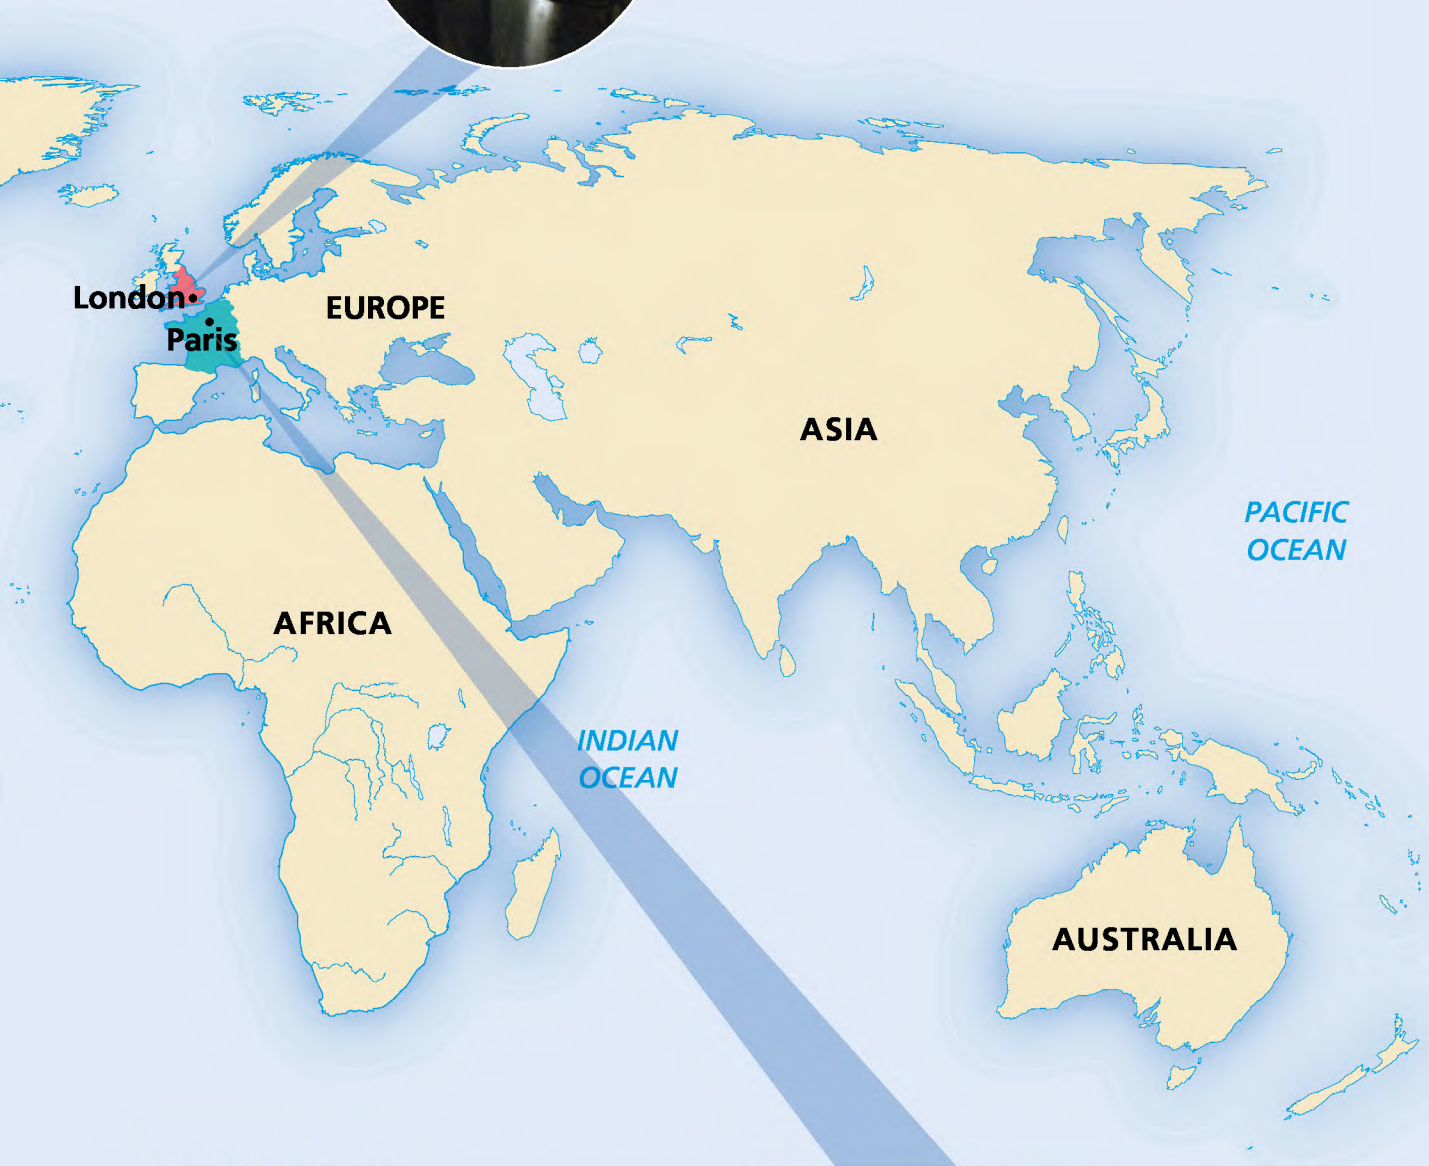 London
EUROPE
Paris
ASIA
PACIFIC
OCEAN
AFRICA
INDIAN
OCEAN
AUSTRALIA